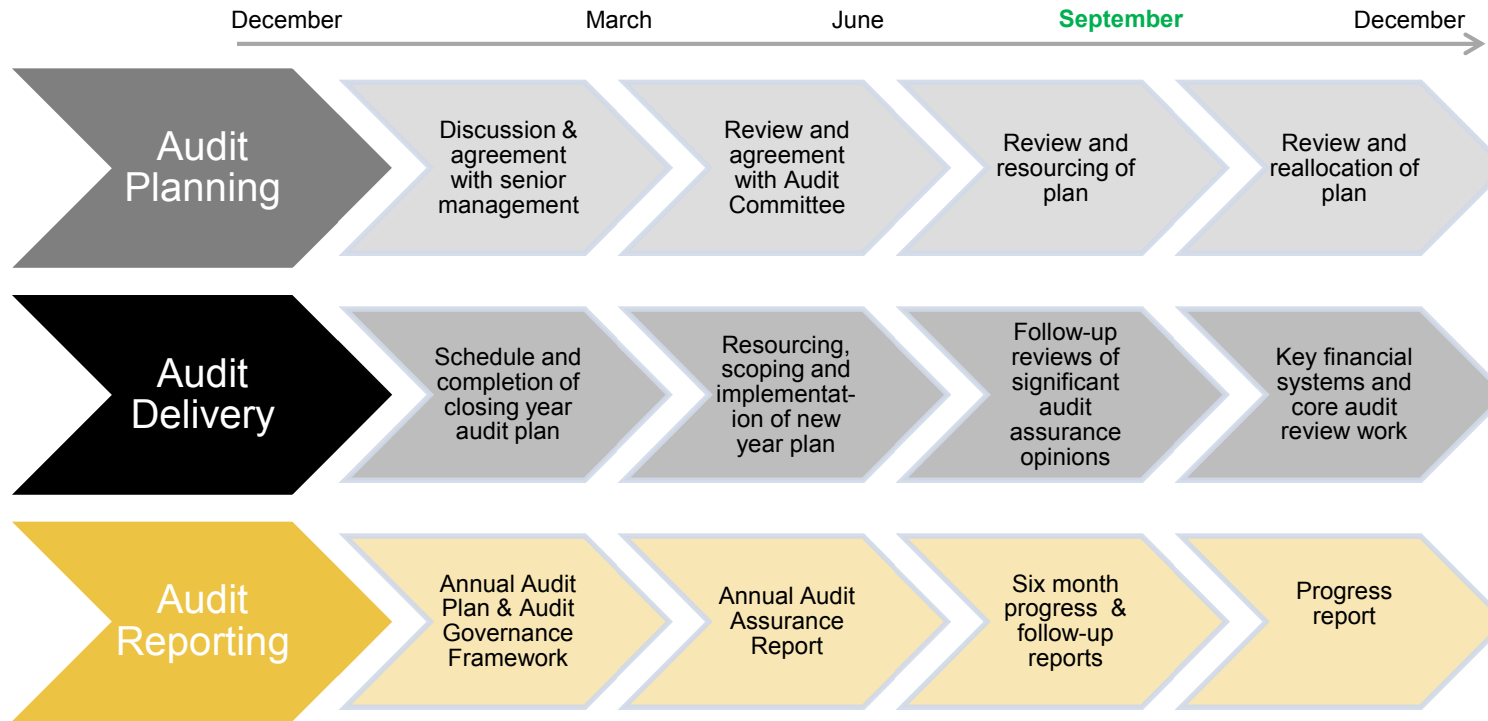 December March June September December
Audit
Planning
Discussion &
agreement
with senior
management
Review and
agreement
with Audit
Committee
Review and
resourcing of
plan
Review and
reallocation of
plan
Audit
Delivery
Schedule and
completion of
closing year
audit plan
Resourcing,
scoping and
implementat-
ion of new
year plan
Follow-up
reviews of
significant
audit
assurance
opinions
Key financial
systems and
core audit
review work
Audit
Reporting
Annual Audit
Plan & Audit
Governance
Framework
Annual Audit
Assurance
Report
Six month
progress &
follow-up
reports
Progress
report